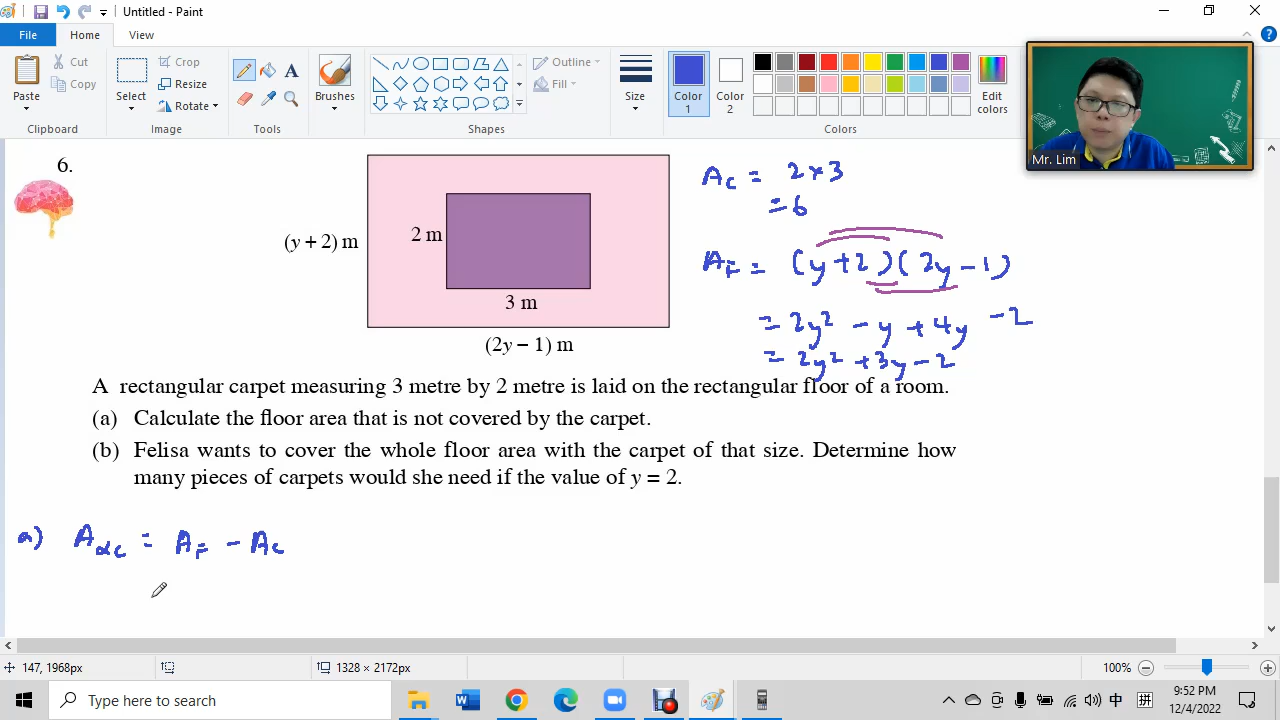 Untitled - Paint
File Home View
Paste Cut Copy Clipboard
Select Crop Resize Rotate Image
Tools
Brushes
Outline Fill Shapes
Size
Color 1 Color 2 Edit colors Colors
Mr. Lim
6.
(y + 2) m
2 m
3 m
(2y − 1) m
A_C = 2 × 3
= 6
A_F = (y + 2)(2y − 1)
= 2y² − y + 4y − 2
= 2y² + 3y − 2
A rectangular carpet measuring 3 metre by 2 metre is laid on the rectangular floor of a room.
(a) Calculate the floor area that is not covered by the carpet.
(b) Felisa wants to cover the whole floor area with the carpet of that size. Determine how
many pieces of carpets would she need if the value of y = 2.
a) A = A_F − A_C
147, 1968px 1328 × 2172px 100%
Type here to search
中 拼 9:52 PM
12/4/2022